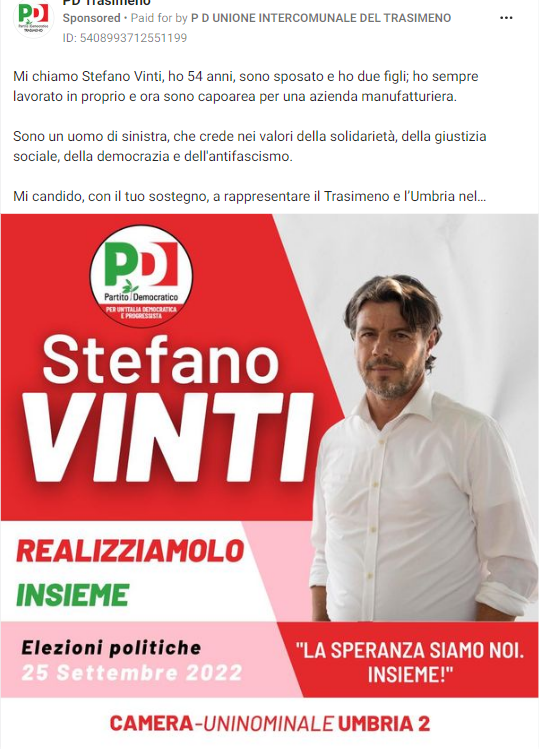 PD Trasimeno
Sponsored • Paid for by P D UNIONE INTERCOMUNALE DEL TRASIMENO
ID: 5408993712551199
Mi chiamo Stefano Vinti, ho 54 anni, sono sposato e ho due figli; ho sempre
lavorato in proprio e ora sono capoarea per una azienda manufatturiera.
Sono un uomo di sinistra, che crede nei valori della solidarietà, della giustizia
sociale, della democrazia e dell'antifascismo.
Mi candido, con il tuo sostegno, a rappresentare il Trasimeno e l'Umbria nel...
PD
Partito Democratico
PER UN'ITALIA DEMOCRATICA
E PROGRESSISTA
Stefano
VINTI
REALIZZIAMOLO
INSIEME
Elezioni politiche
25 Settembre 2022
"LA SPERANZA SIAMO NOI.
INSIEME!"
CAMERA-UNINOMINALE UMBRIA 2